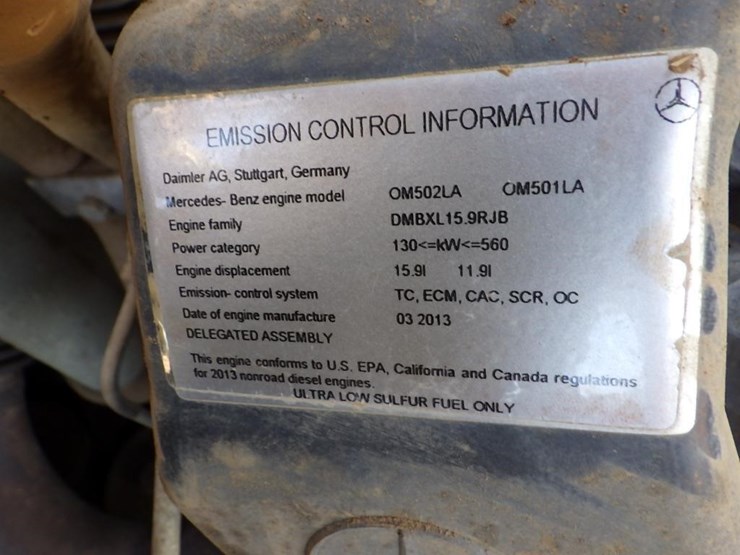 EMISSION CONTROL INFORMATION
Daimler AG, Stuttgart, Germany
Mercedes- Benz engine model OM502LA OM501LA
Engine family DMBXL15.9RJB
Power category 130<=kW<=560
Engine displacement 15.9l 11.9l
Emission- control system TC, ECM, CAC, SCR, OC
Date of engine manufacture 03 2013
DELEGATED ASSEMBLY
This engine conforms to U.S. EPA, California and Canada regulations
for 2013 nonroad diesel engines.
ULTRA LOW SULFUR FUEL ONLY